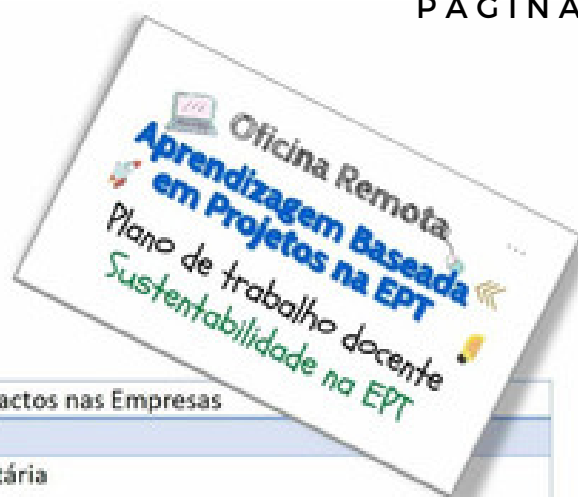 PÁGINA
Oficina Remota
Aprendizagem Baseada
em Projetos na EPT
Plano de trabalho docente
Sustentabilidade na EPT
actos nas Empresas
tária